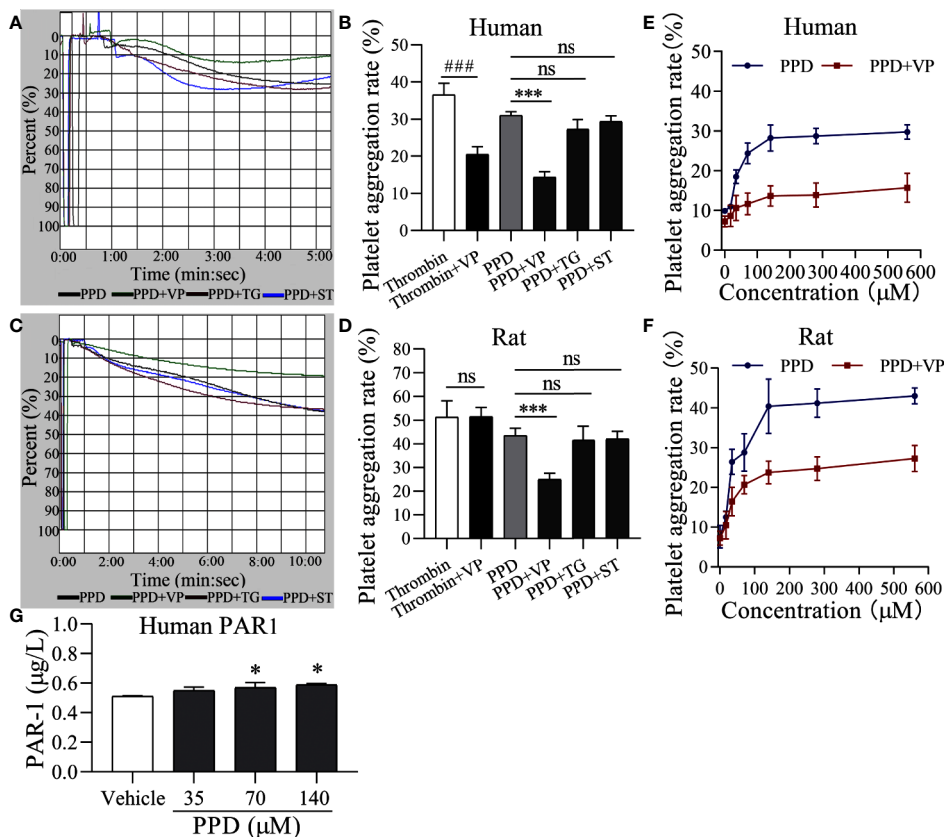 A
Percent (%)
0
10
20
30
40
50
60
70
80
90
100
0:00 1:00 2:00 3:00 4:00 5:00
Time (min:sec)
PPD PPD+VP PPD+TG PPD+ST
B
Human
Platelet aggregation rate (%)
50
40
30
20
10
0
###
***
ns
ns
Thrombin
Thrombin+VP
PPD
PPD+VP
PPD+TG
PPD+ST
E
Human
PPD PPD+VP
Platelet aggregation rate (%)
50
40
30
20
10
0
0 100 200 300 400 500 600
Concentration (μM)
C
Percent (%)
0
10
20
30
40
50
60
70
80
90
100
0:00 2:00 4:00 6:00 8:00 10:00
Time (min:sec)
PPD PPD+VP PPD+TG PPD+ST
D
Rat
Platelet aggregation rate (%)
80
70
60
50
40
30
20
10
0
ns
***
ns
ns
Thrombin
Thrombin+VP
PPD
PPD+VP
PPD+TG
PPD+ST
F
Rat
PPD PPD+VP
Platelet aggregation rate (%)
50
40
30
20
10
0
0 100 200 300 400 500 600
Concentration (μM)
G
Human PAR1
PAR-1 (μg/L)
1.0
0.8
0.6
0.4
0.2
0.0
* *
Vehicle 35 70 140
PPD (μM)